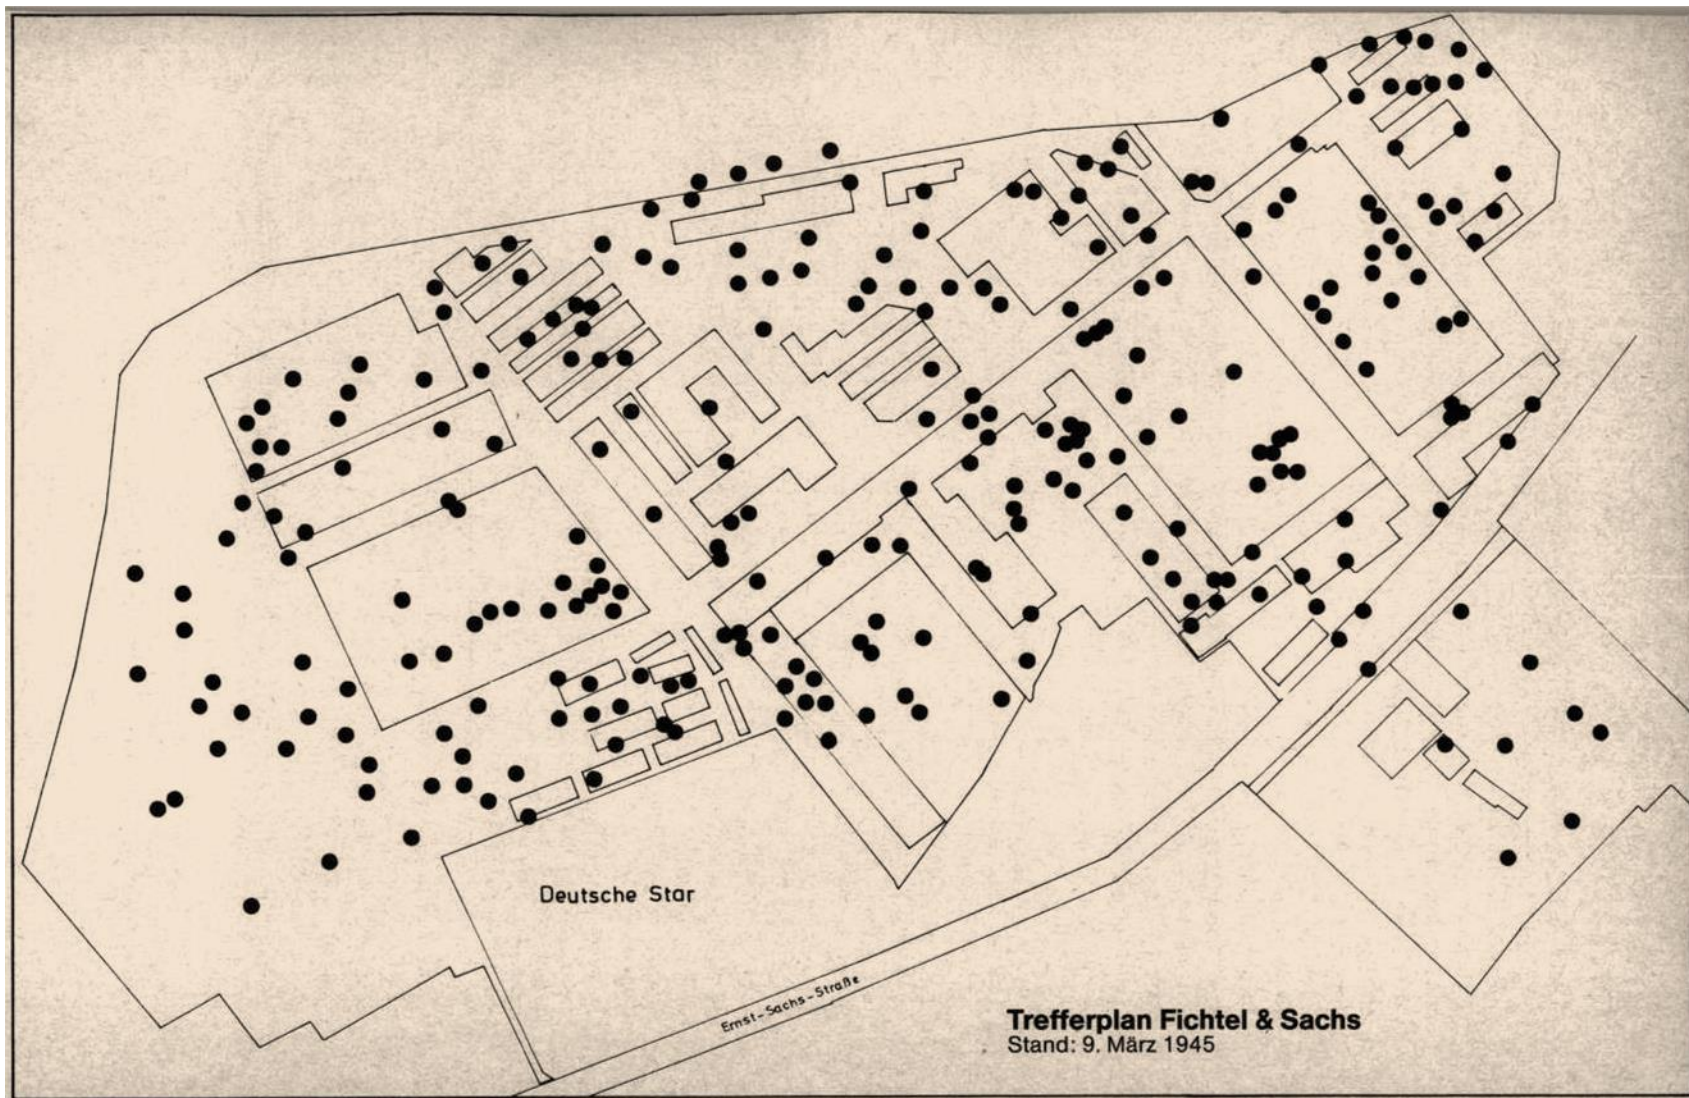 Deutsche Star
Ernst-Sachs-Straße
Trefferplan Fichtel & Sachs
Stand: 9. März 1945